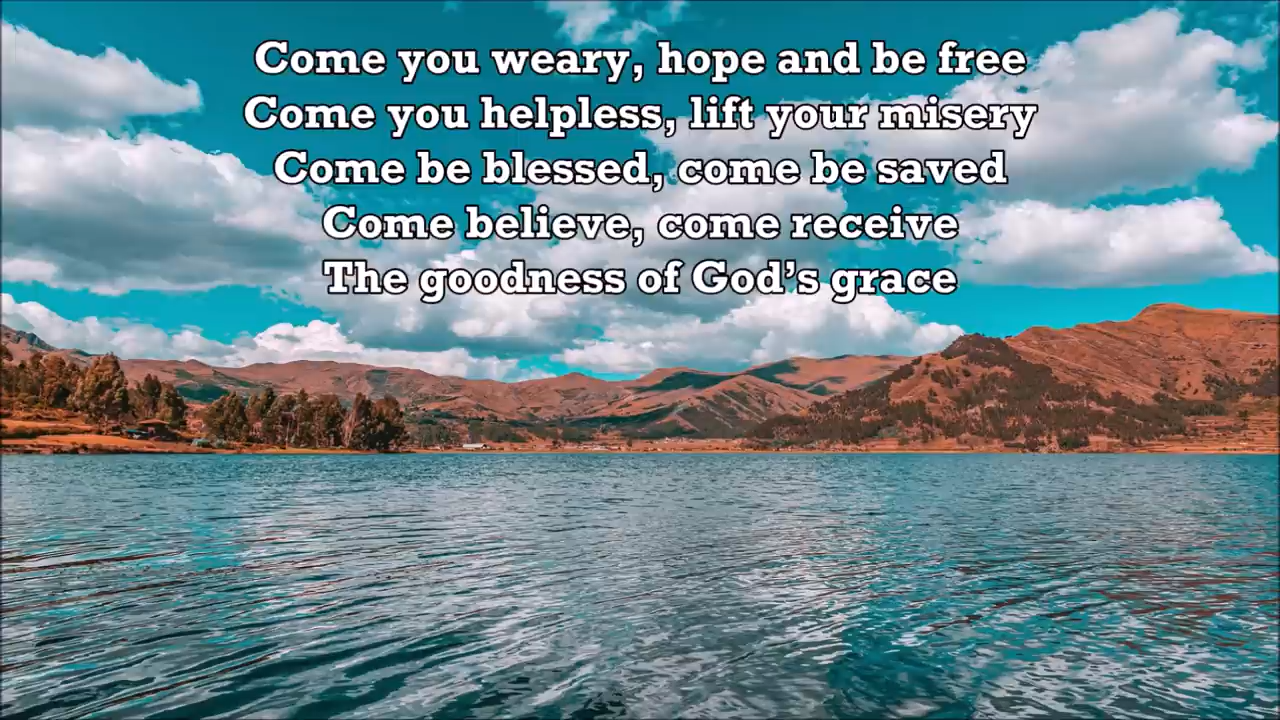 Come you weary, hope and be free
Come you helpless, lift your misery
Come be blessed, come be saved
Come believe, come receive
The goodness of God’s grace